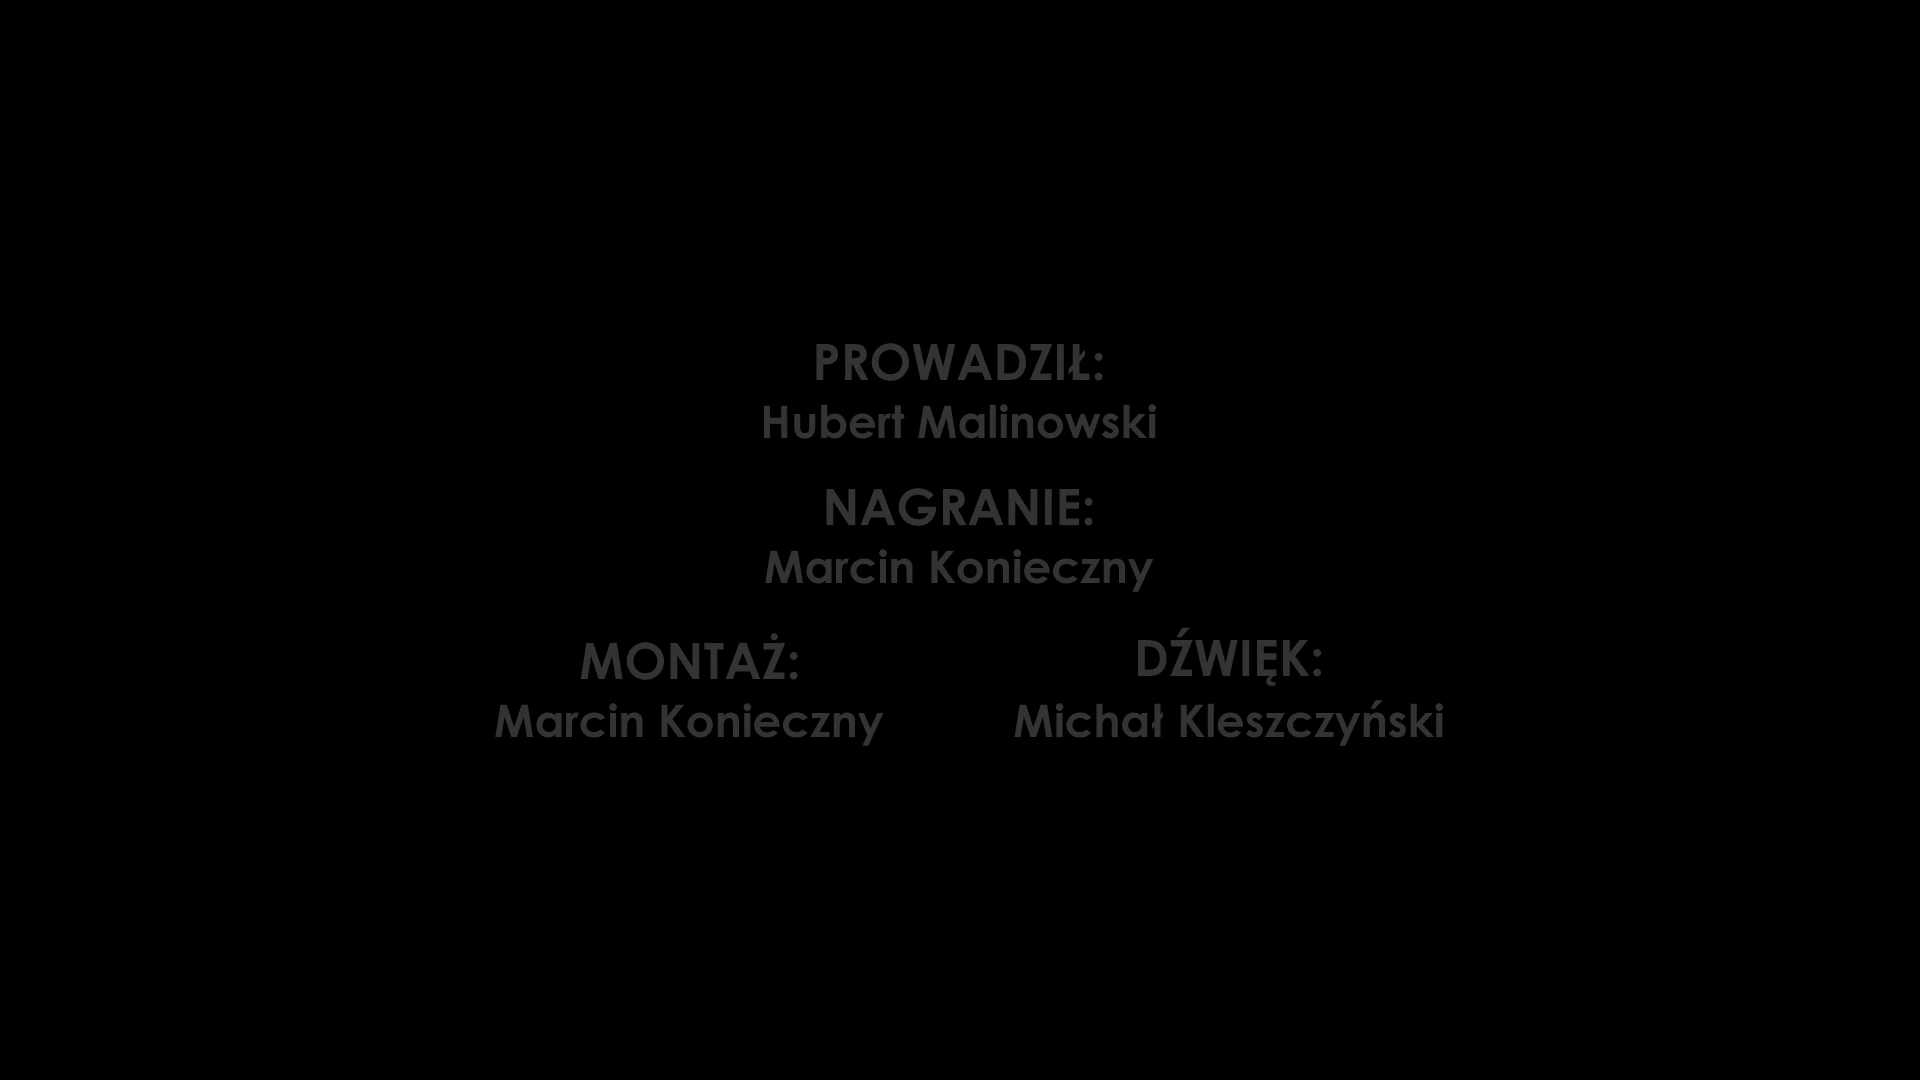 PROWADZIŁ:
Hubert Malinowski
NAGRANIE:
Marcin Konieczny
MONTAŻ:
Marcin Konieczny
DŹWIĘK:
Michał Kleszczyński